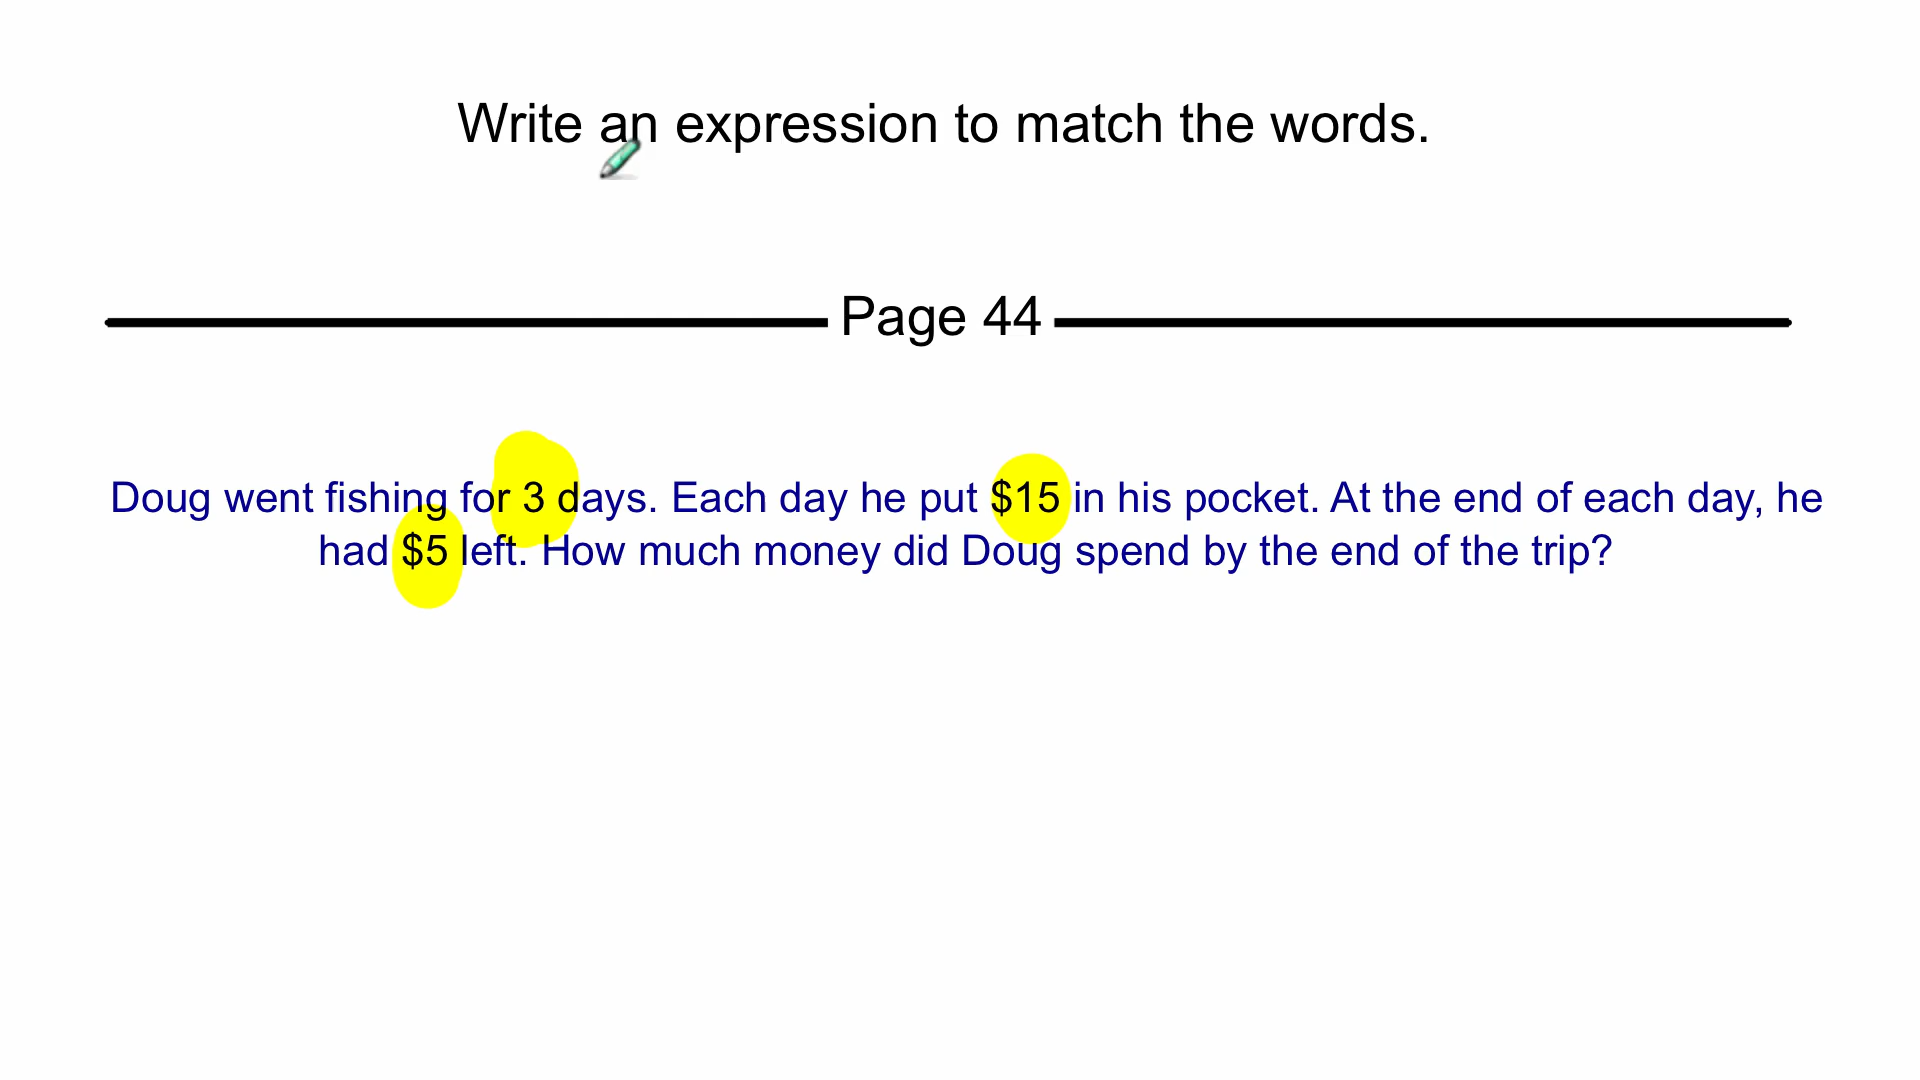 Write an expression to match the words.
Page 44
Doug went fishing for 3 days. Each day he put $15 in his pocket. At the end of each day, he
had $5 left. How much money did Doug spend by the end of the trip?